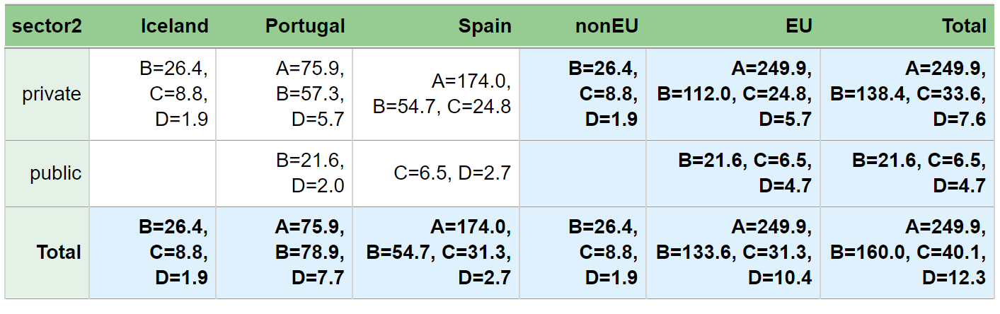 sector2 Iceland Portugal Spain nonEU EU Total
private
B=26.4,
C=8.8,
D=1.9
A=75.9,
B=57.3,
D=5.7
A=174.0,
B=54.7, C=24.8
B=26.4,
C=8.8,
D=1.9
A=249.9,
B=112.0, C=24.8,
D=5.7
A=249.9,
B=138.4, C=33.6,
D=7.6
public
B=21.6,
D=2.0
C=6.5, D=2.7
B=21.6, C=6.5,
D=4.7
B=21.6, C=6.5,
D=4.7
Total
B=26.4,
C=8.8,
D=1.9
A=75.9,
B=78.9,
D=7.7
A=174.0,
B=54.7, C=31.3,
D=2.7
B=26.4,
C=8.8,
D=1.9
A=249.9,
B=133.6, C=31.3,
D=10.4
A=249.9,
B=160.0, C=40.1,
D=12.3